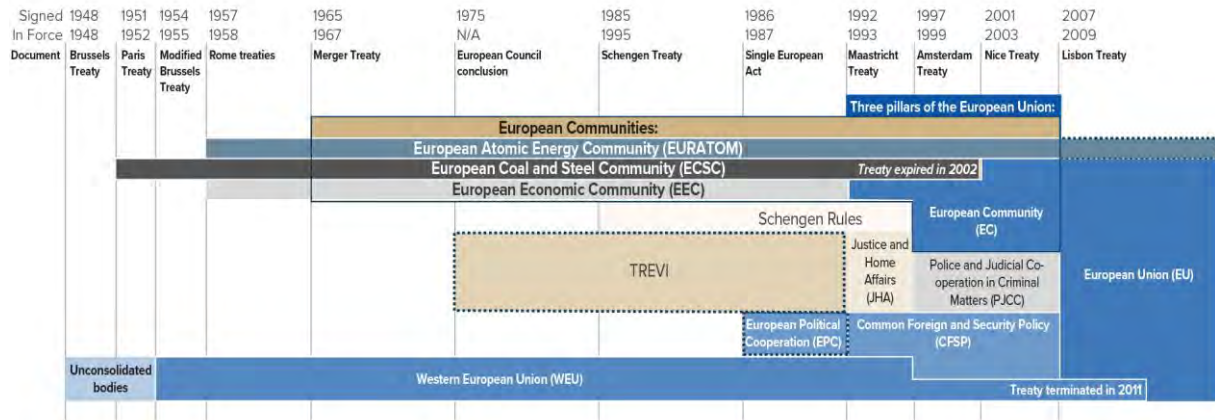 Signed 1948 1951 1954 1957 1965 1975 1985 1986 1992 1997 2001 2007
In Force 1948 1952 1955 1958 1967 N/A 1995 1987 1993 1999 2003 2009
Document Brussels Treaty Paris Treaty Modified Brussels Treaty Rome treaties Merger Treaty European Council conclusion Schengen Treaty Single European Act Maastricht Treaty Amsterdam Treaty Nice Treaty Lisbon Treaty
Three pillars of the European Union:
European Communities:
European Atomic Energy Community (EURATOM)
European Coal and Steel Community (ECSC) Treaty expired in 2002
European Economic Community (EEC)
Schengen Rules
European Community
(EC)
TREVI
Justice and
Home
Affairs
(JHA)
Police and Judicial Co-
operation in Criminal
Matters (PJCC)
European Union (EU)
European Political
Cooperation (EPC)
Common Foreign and Security Policy
(CFSP)
Unconsolidated
bodies
Western European Union (WEU)
Treaty terminated in 2011